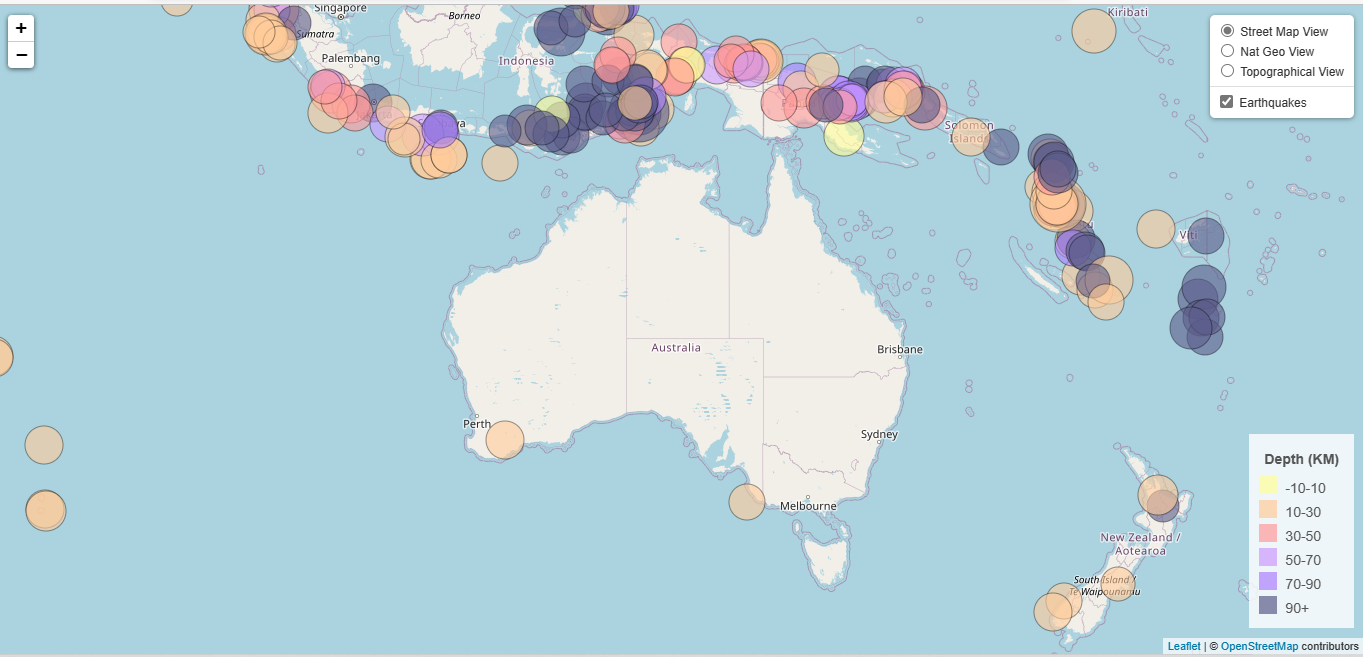 +
−
Singapore
Borneo
Kiribati
Sumatra
Palembang
Indonesia
Street Map View
Nat Geo View
Topographical View
Earthquakes
Solomon
Islands
Viti
Australia
Brisbane
Perth
Sydney
Melbourne
New Zealand /
Aotearoa
South Island /
Te Waipounamu
Depth (KM)
-10-10
10-30
30-50
50-70
70-90
90+
Leaflet | © OpenStreetMap contributors